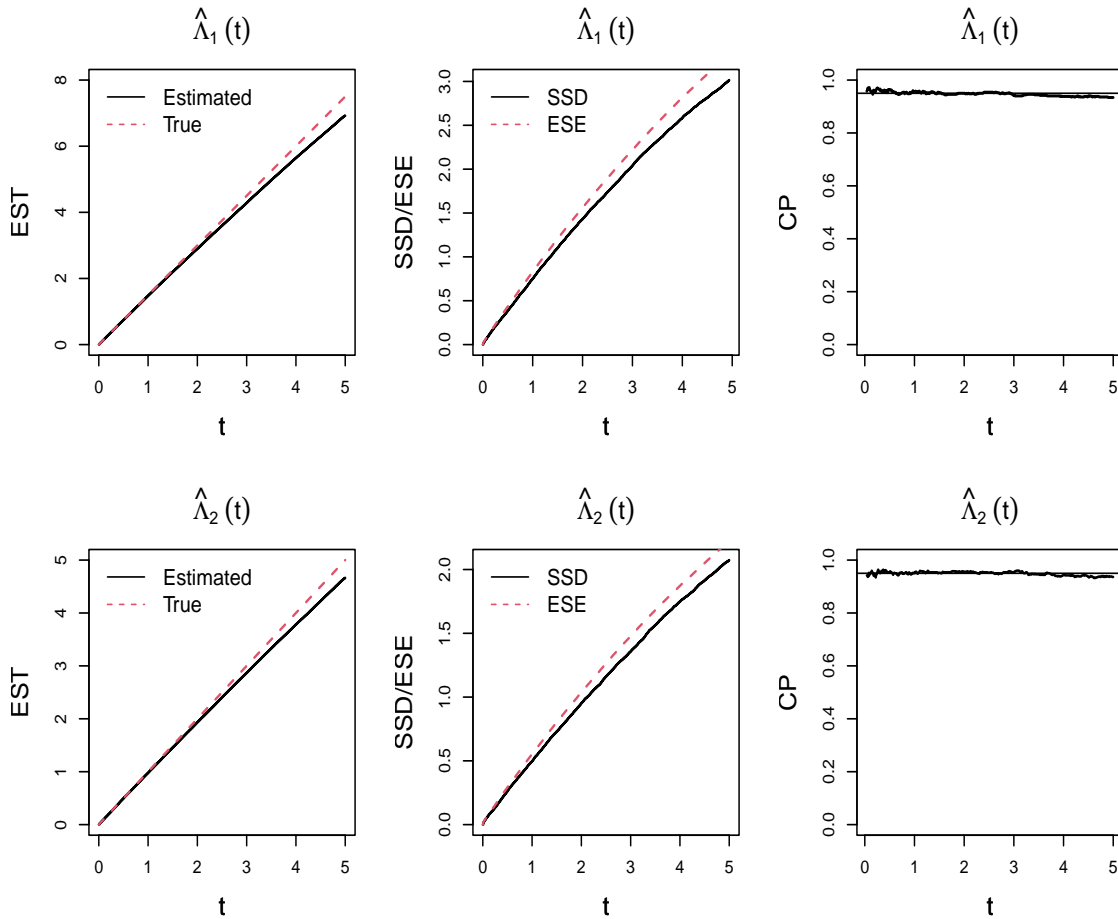 Λ̂₁ (t)
EST
0 2 4 6 8
Estimated
True
0 1 2 3 4 5
t
Λ̂₁ (t)
SSD/ESE
0.0 0.5 1.0 1.5 2.0 2.5 3.0
SSD
ESE
0 1 2 3 4 5
t
Λ̂₁ (t)
CP
0.0 0.2 0.4 0.6 0.8 1.0
0 1 2 3 4 5
t
Λ̂₂ (t)
EST
0 1 2 3 4 5
Estimated
True
0 1 2 3 4 5
t
Λ̂₂ (t)
SSD/ESE
0.0 0.5 1.0 1.5 2.0
SSD
ESE
0 1 2 3 4 5
t
Λ̂₂ (t)
CP
0.0 0.2 0.4 0.6 0.8 1.0
0 1 2 3 4 5
t